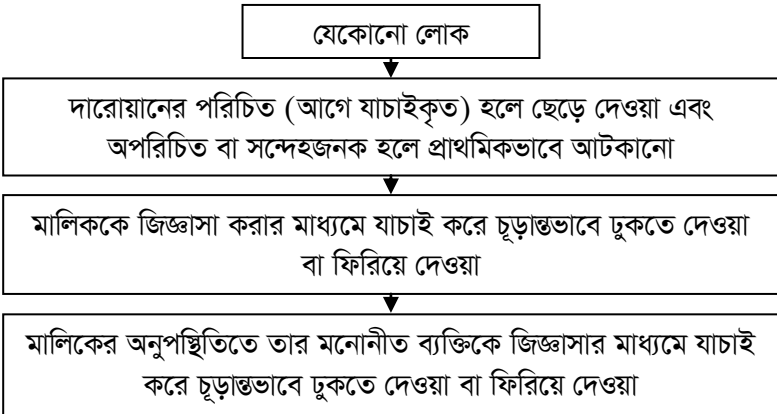 যেকোনো লোক
দারোয়ানের পরিচিত (আগে যাচাইকৃত) হলে ছেড়ে দেওয়া এবং
অপরিচিত বা সন্দেহজনক হলে প্রাথমিকভাবে আটকানো
মালিককে জিজ্ঞাসা করার মাধ্যমে যাচাই করে চূড়ান্তভাবে ঢুকতে দেওয়া
বা ফিরিয়ে দেওয়া
মালিকের অনুপস্থিতিতে তার মনোনীত ব্যক্তিকে জিজ্ঞাসার মাধ্যমে যাচাই
করে চূড়ান্তভাবে ঢুকতে দেওয়া বা ফিরিয়ে দেওয়া